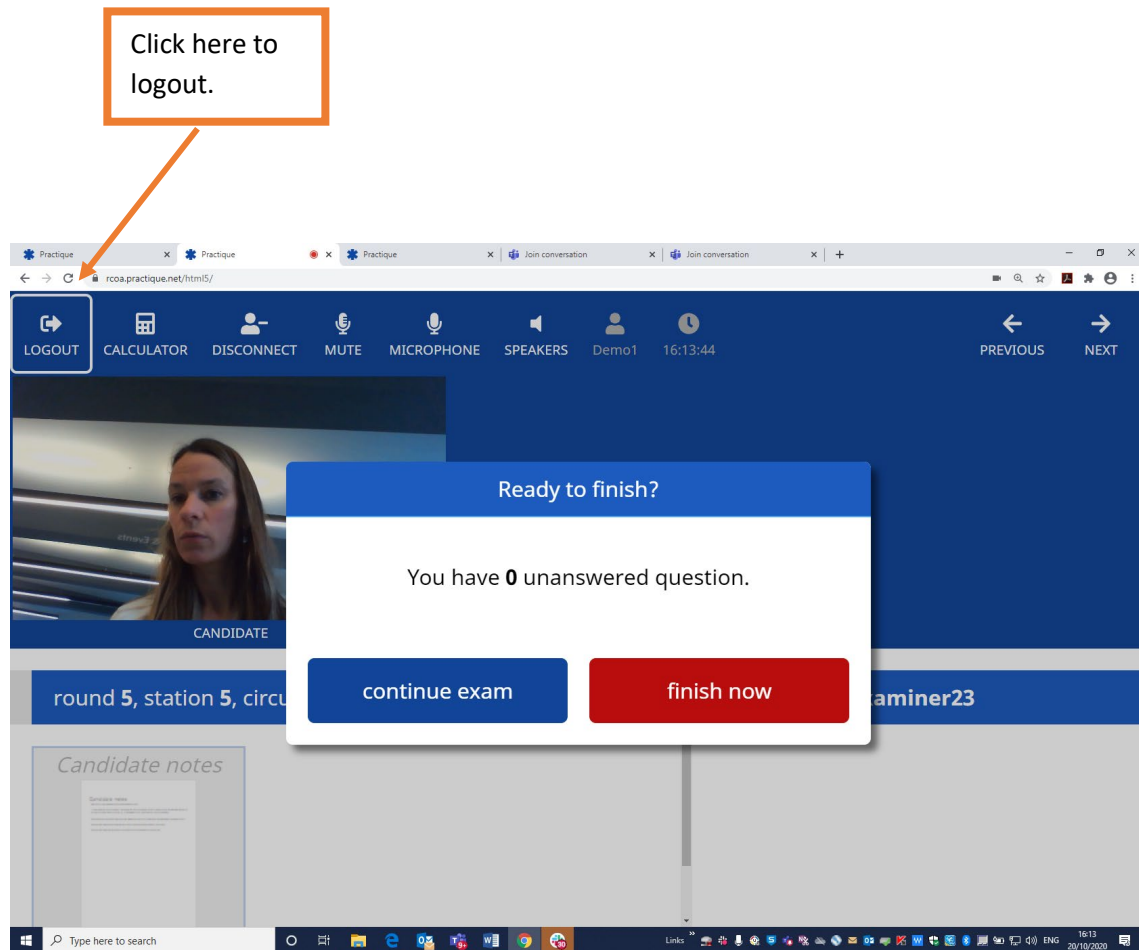 Click here to
logout.
Practique
Practique
Practique
Join conversation
Join conversation
rcoa.practique.net/html5/
LOGOUT CALCULATOR DISCONNECT MUTE MICROPHONE SPEAKERS Demo1 16:13:44 PREVIOUS NEXT
Ready to finish?
You have 0 unanswered question.
CANDIDATE
continue exam finish now
round 5, station 5, circu
aminer23
Candidate notes
Candidate notes
Type here to search
Links
ENG
16:13
20/10/2020